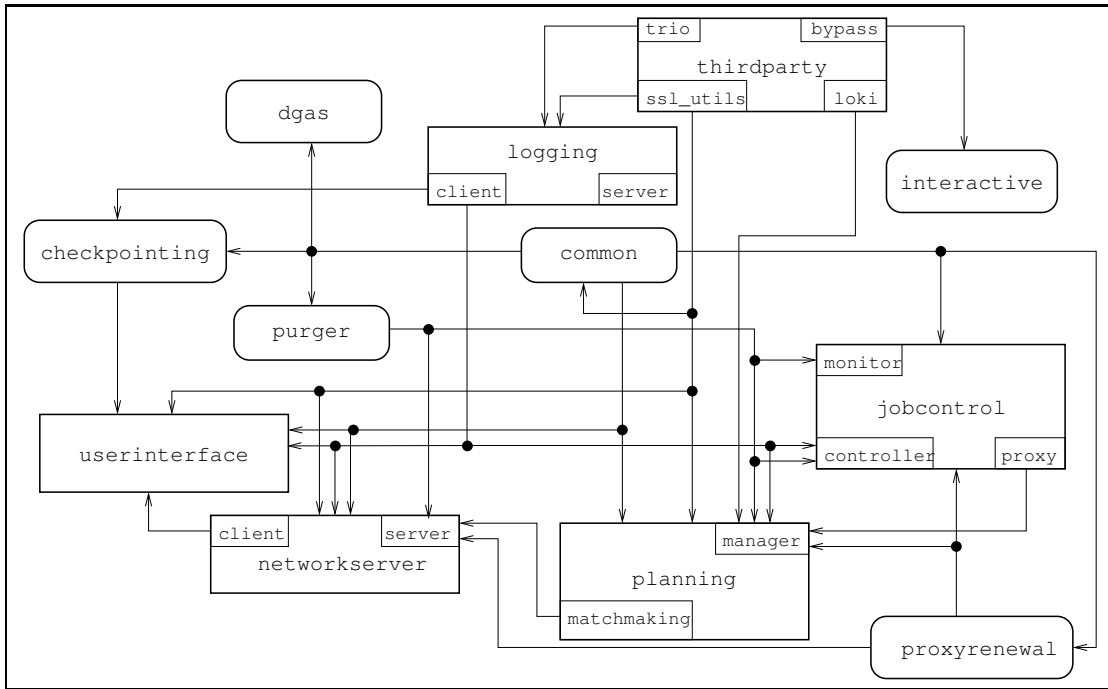 trio
bypass
thirdparty
ssl_utils
loki
dgas
logging
client
server
interactive
checkpointing
common
purger
monitor
jobcontrol
controller
proxy
userinterface
client
server
networkserver
manager
planning
matchmaking
proxyrenewal